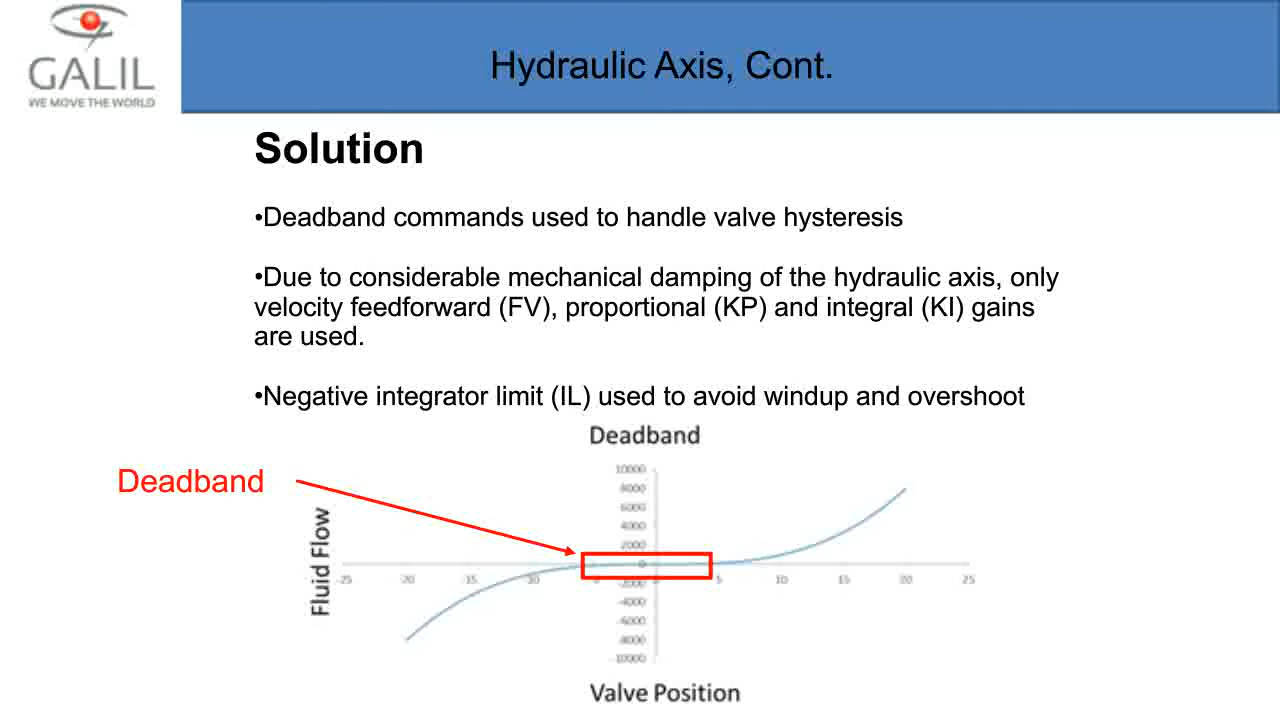 GALIL
WE MOVE THE WORLD
Hydraulic Axis, Cont.
Solution
•Deadband commands used to handle valve hysteresis
•Due to considerable mechanical damping of the hydraulic axis, only
velocity feedforward (FV), proportional (KP) and integral (KI) gains
are used.
•Negative integrator limit (IL) used to avoid windup and overshoot
Deadband
Deadband
Fluid Flow
10000
8000
6000
4000
2000
0
-2000
-4000
-6000
-8000
-10000
-25 -20 -15 -10 5 10 15 20 25
Valve Position